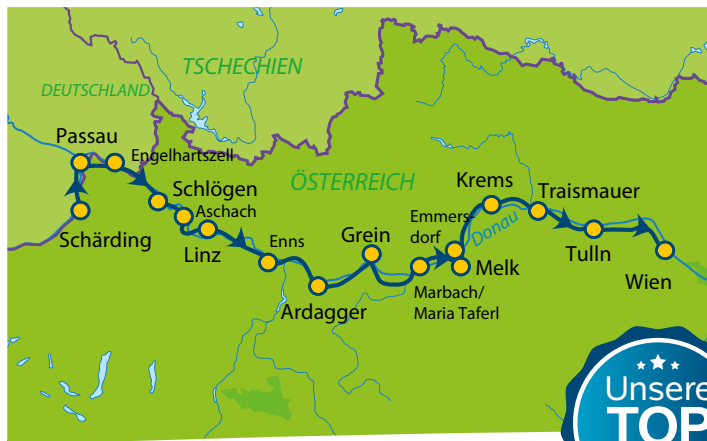 TSCHECHIEN
DEUTSCHLAND
Passau
Engelhartszell
Schlögen
ÖSTERREICH
Krems
Traismauer
Aschach
Emmers-
dorf
Donau
Schärding
Linz
Enns
Grein
Tulln
Melk
Wien
Ardagger
Marbach/
Maria Taferl
Unsere
TOP